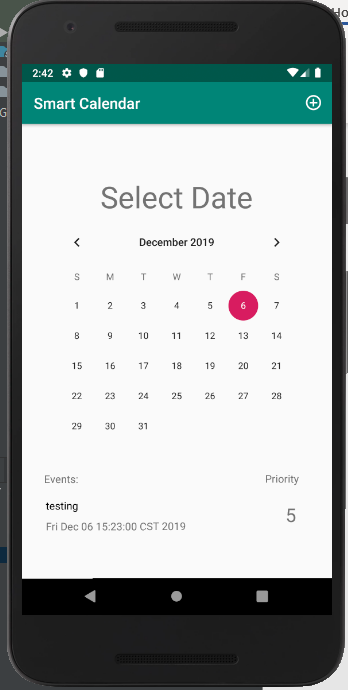 2:42
Smart Calendar
Select Date
December 2019
S M T W T F S
1 2 3 4 5 6 7
8 9 10 11 12 13 14
15 16 17 18 19 20 21
22 23 24 25 26 27 28
29 30 31
Events: Priority
testing
5
Fri Dec 06 15:23:00 CST 2019